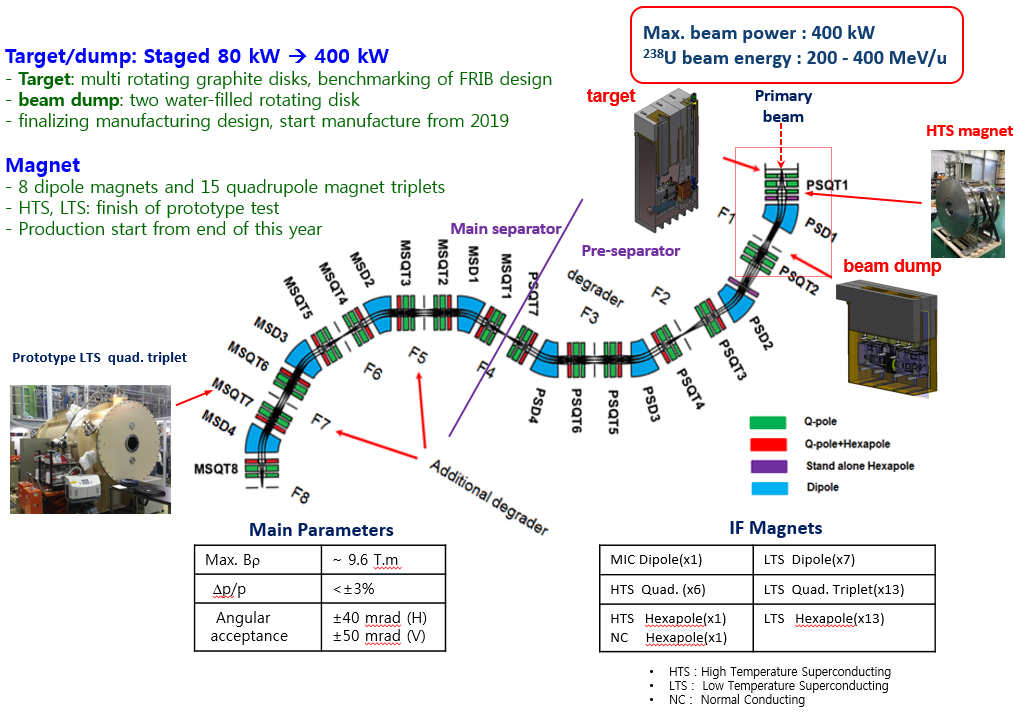 Max. beam power : 400 kW
²³⁸U beam energy : 200 - 400 MeV/u
Target/dump: Staged 80 kW → 400 kW
- Target: multi rotating graphite disks, benchmarking of FRIB design
- beam dump: two water-filled rotating disk
- finalizing manufacturing design, start manufacture from 2019
Magnet
- 8 dipole magnets and 15 quadrupole magnet triplets
- HTS, LTS: finish of prototype test
- Production start from end of this year
target
Primary
beam
HTS magnet
PSQT1
F1
PSD1
Main separator
Pre-separator
beam dump
PSQT2
degrader
F2
F3
PSD2
PSQT3
PSQT4
PSD3
PSQT5
PSQT6
PSD4
PSQT7
F4
MSQT1
MSD1
MSQT2
MSQT3
F5
MSD2
MSQT4
MSQT5
F6
MSD3
MSQT6
MSQT7
F7
MSD4
MSQT8
F8
Prototype LTS quad. triplet
Additional degrader
Q-pole
Q-pole+Hexapole
Stand alone Hexapole
Dipole
Main Parameters
Max. Bρ ~ 9.6 T.m
Δp/p <±3%
Angular acceptance ±40 mrad (H)
±50 mrad (V)
IF Magnets
MIC Dipole(x1) LTS Dipole(x7)
HTS Quad. (x6) LTS Quad. Triplet(x13)
HTS Hexapole(x1) LTS Hexapole(x13)
NC Hexapole(x1)
• HTS : High Temperature Superconducting
• LTS : Low Temperature Superconducting
• NC : Normal Conducting